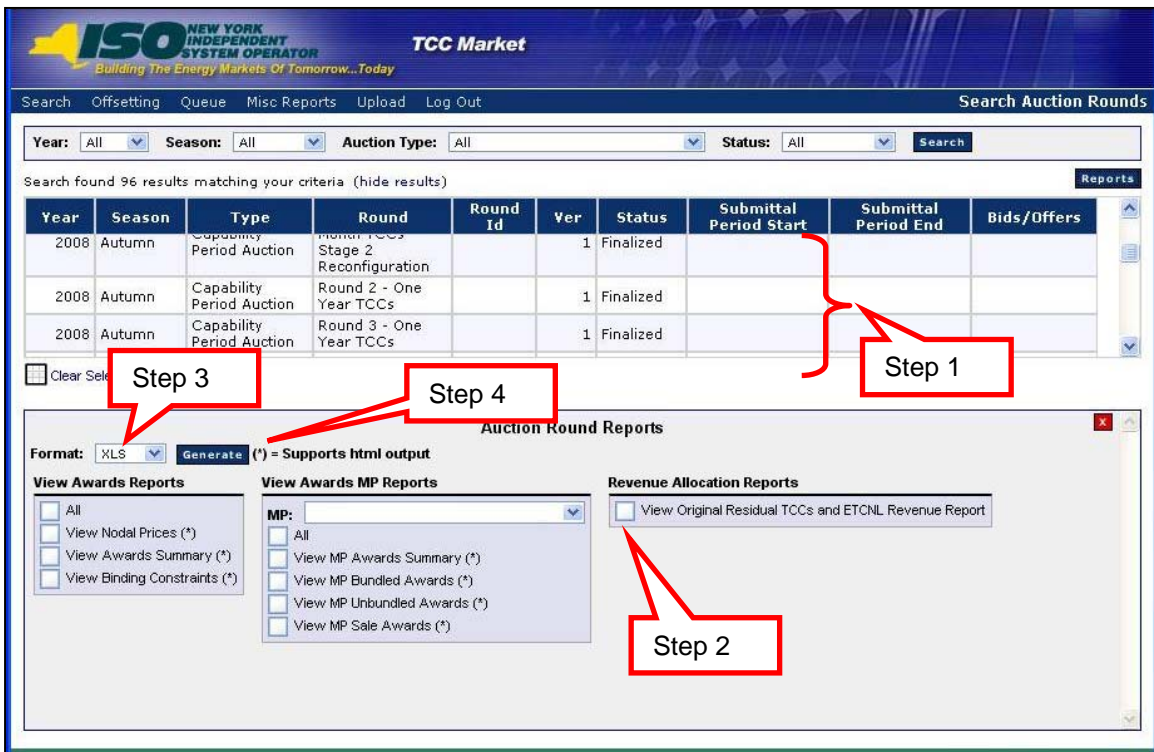 NEW YORK
INDEPENDENT
SYSTEM OPERATOR
ISO
Building The Energy Markets Of Tomorrow...Today
TCC Market
Search Offsetting Queue Misc Reports Upload Log Out Search Auction Rounds
Year: All Season: All Auction Type: All Status: All Search
Search found 96 results matching your criteria (hide results) Reports
Year Season Type Round Round Id Ver Status Submittal Period Start Submittal Period End Bids/Offers
2008 Autumn Capability Period Auction Month TCCs Stage 2 Reconfiguration 1 Finalized
2008 Autumn Capability Period Auction Round 2 - One Year TCCs 1 Finalized
2008 Autumn Capability Period Auction Round 3 - One Year TCCs 1 Finalized
Step 1
Clear Sele
Step 3
Step 4
Auction Round Reports x
Format: XLS Generate (*) = Supports html output
View Awards Reports
All
View Nodal Prices (*)
View Awards Summary (*)
View Binding Constraints (*)
View Awards MP Reports
MP:
All
View MP Awards Summary (*)
View MP Bundled Awards (*)
View MP Unbundled Awards (*)
View MP Sale Awards (*)
Revenue Allocation Reports
View Original Residual TCCs and ETCNL Revenue Report
Step 2